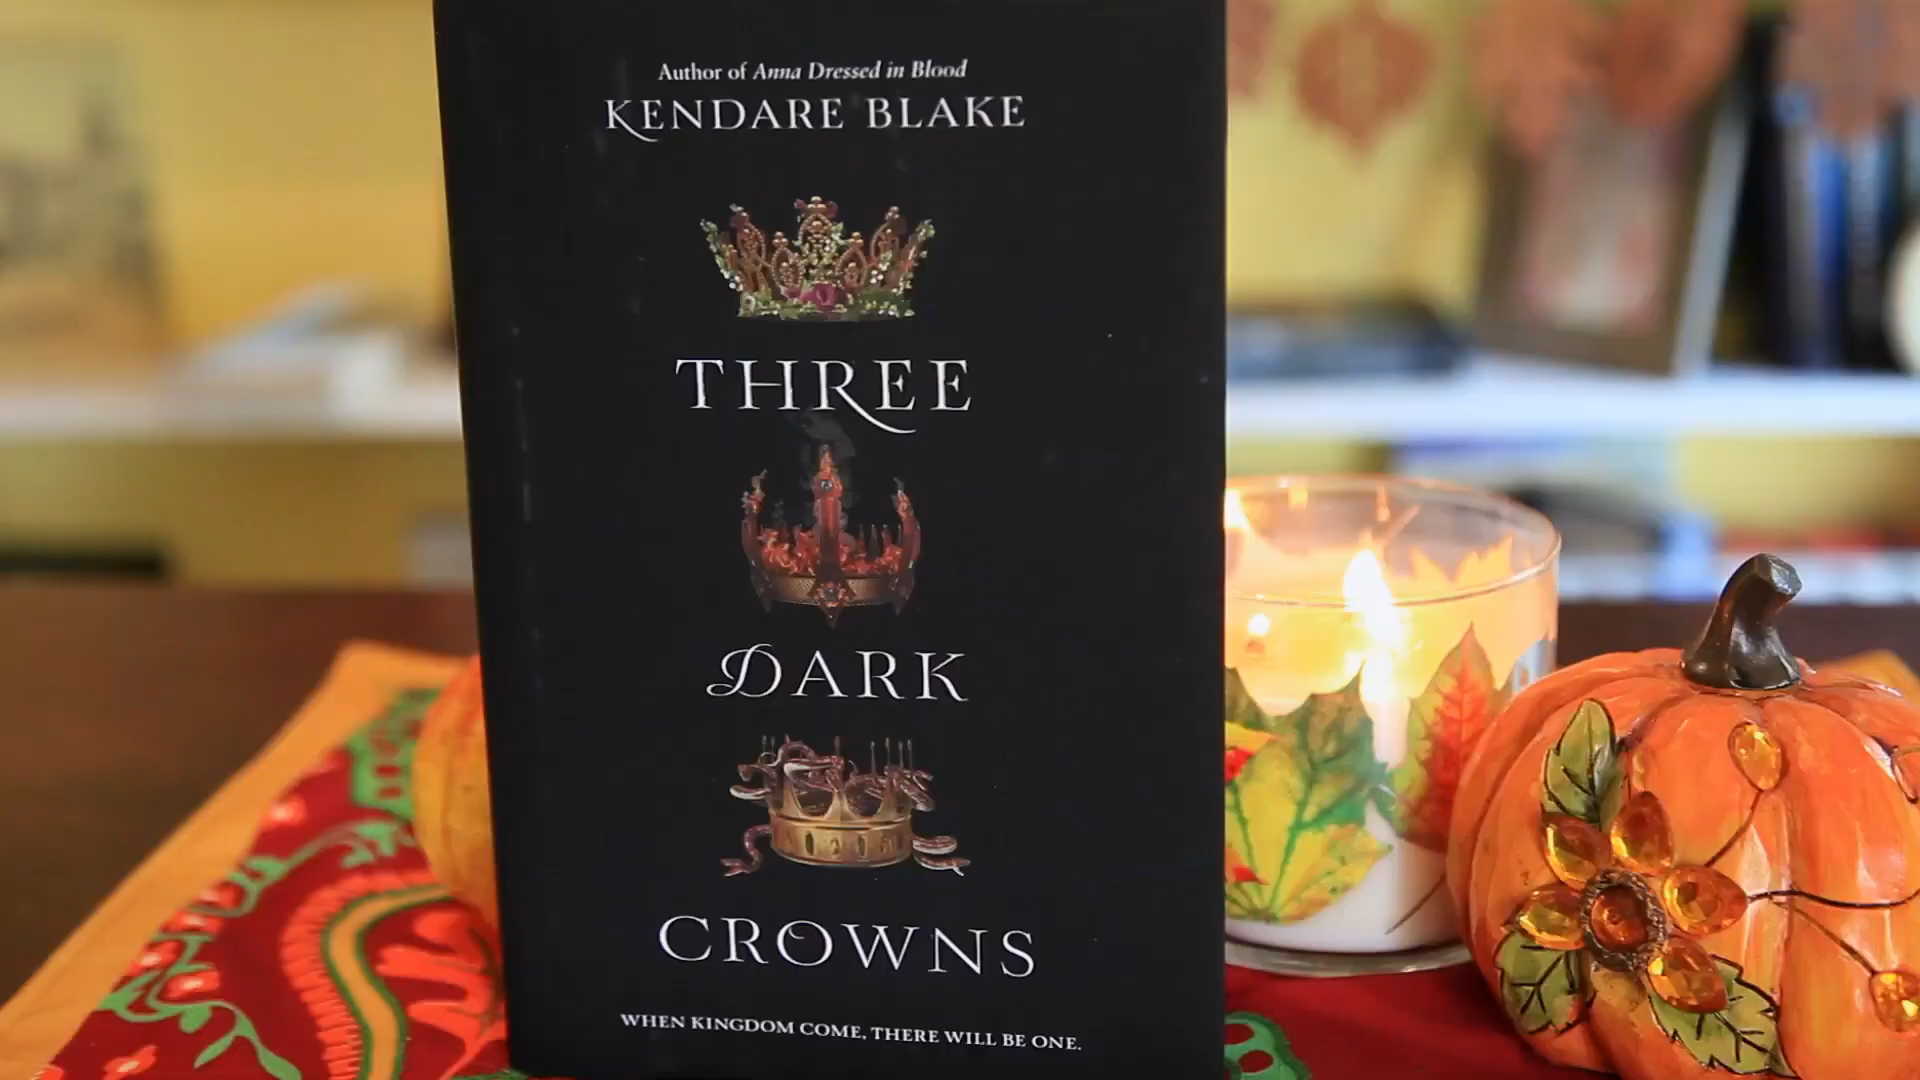 Author of Anna Dressed in Blood
KENDARE BLAKE
THREE
DARK
CROWNS
WHEN KINGDOM COME, THERE WILL BE ONE.